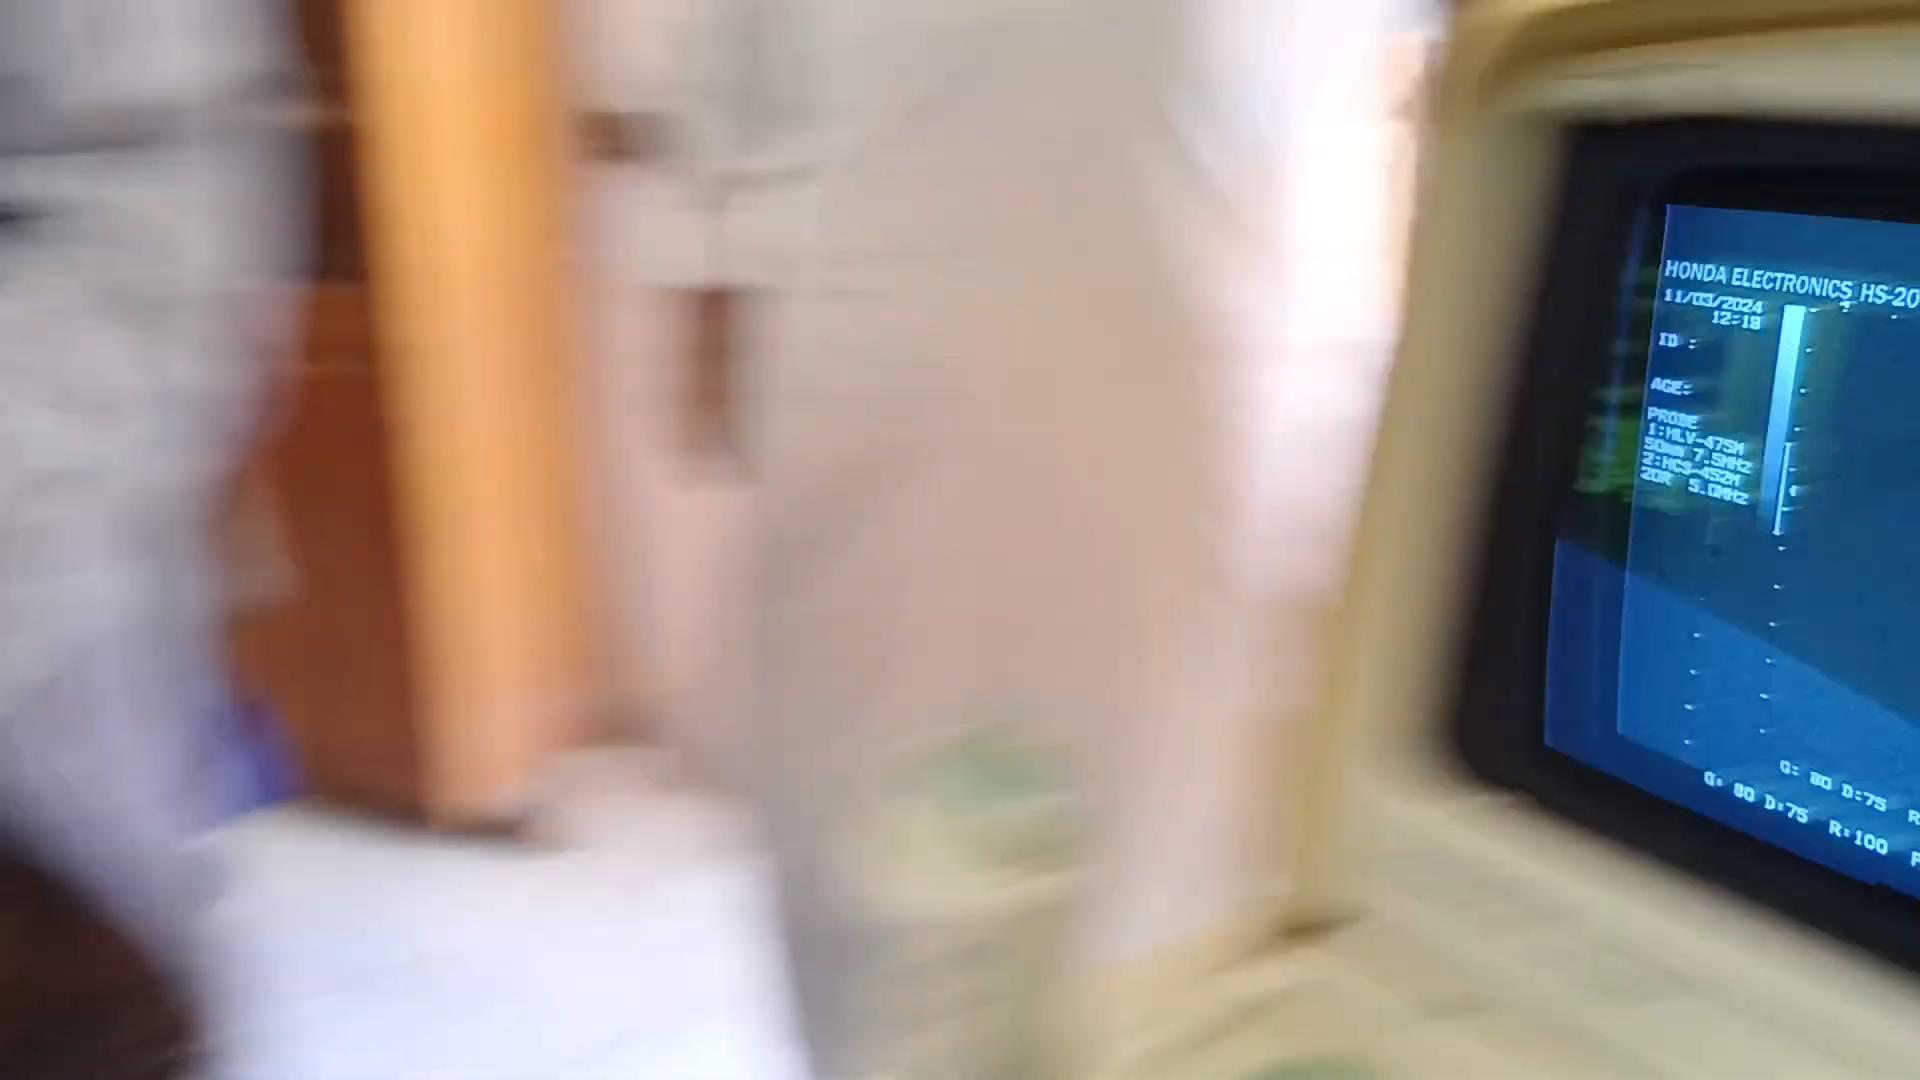 HONDA ELECTRONICS HS-20
11/03/2024
12:19
ID :
AGE:
PROBE
1:HLV-475M
50MM 7.5MHz
2:HCS-452M
20R 5.0MHz
G: 80 D:75 R
G: 80 D:75 R:100